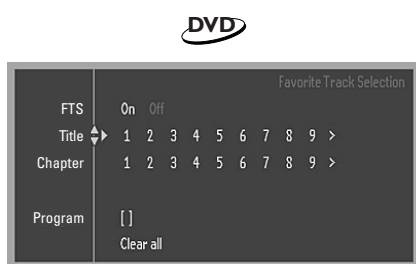 DVD
Favorite Track Selection
FTS On Off
Title 1 2 3 4 5 6 7 8 9 >
Chapter 1 2 3 4 5 6 7 8 9 >
Program [ ]
Clear all